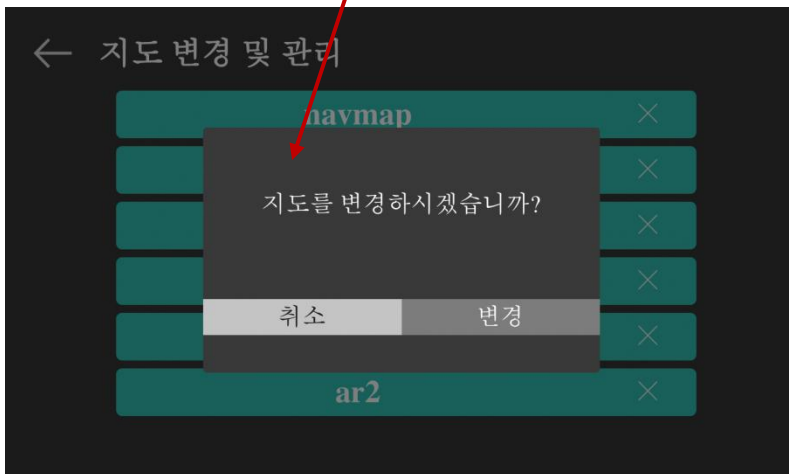 ← 지도 변경 및 관리
navmap ×
×
지도를 변경하시겠습니까?
×
×
취소 변경
×
ar2 ×